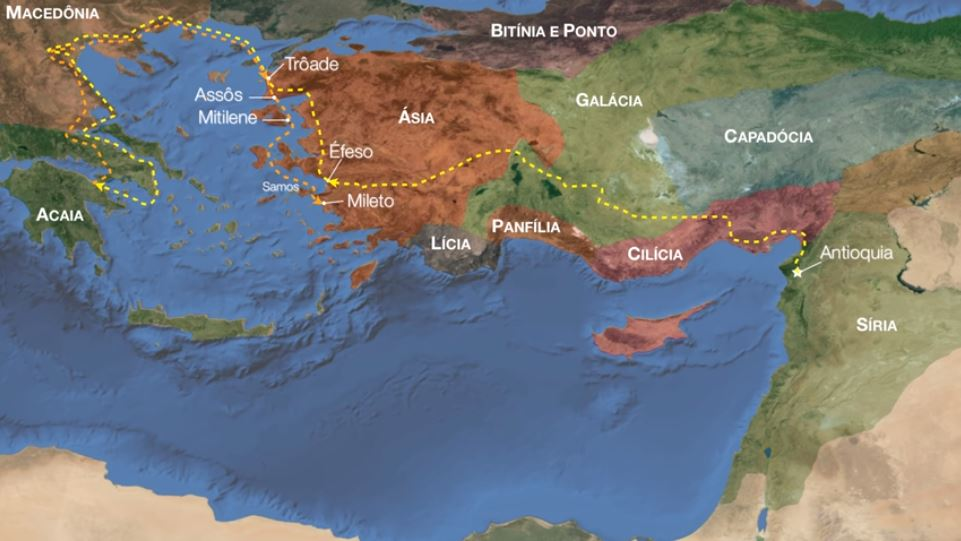 MACEDÔNIA
BITÍNIA E PONTO
Trôade
Assôs
Mitilene
ÁSIA
GALÁCIA
CAPADÓCIA
Éfeso
Samos
Mileto
ACAIA
LÍCIA
PANFÍLIA
CILÍCIA
Antioquia
SÍRIA